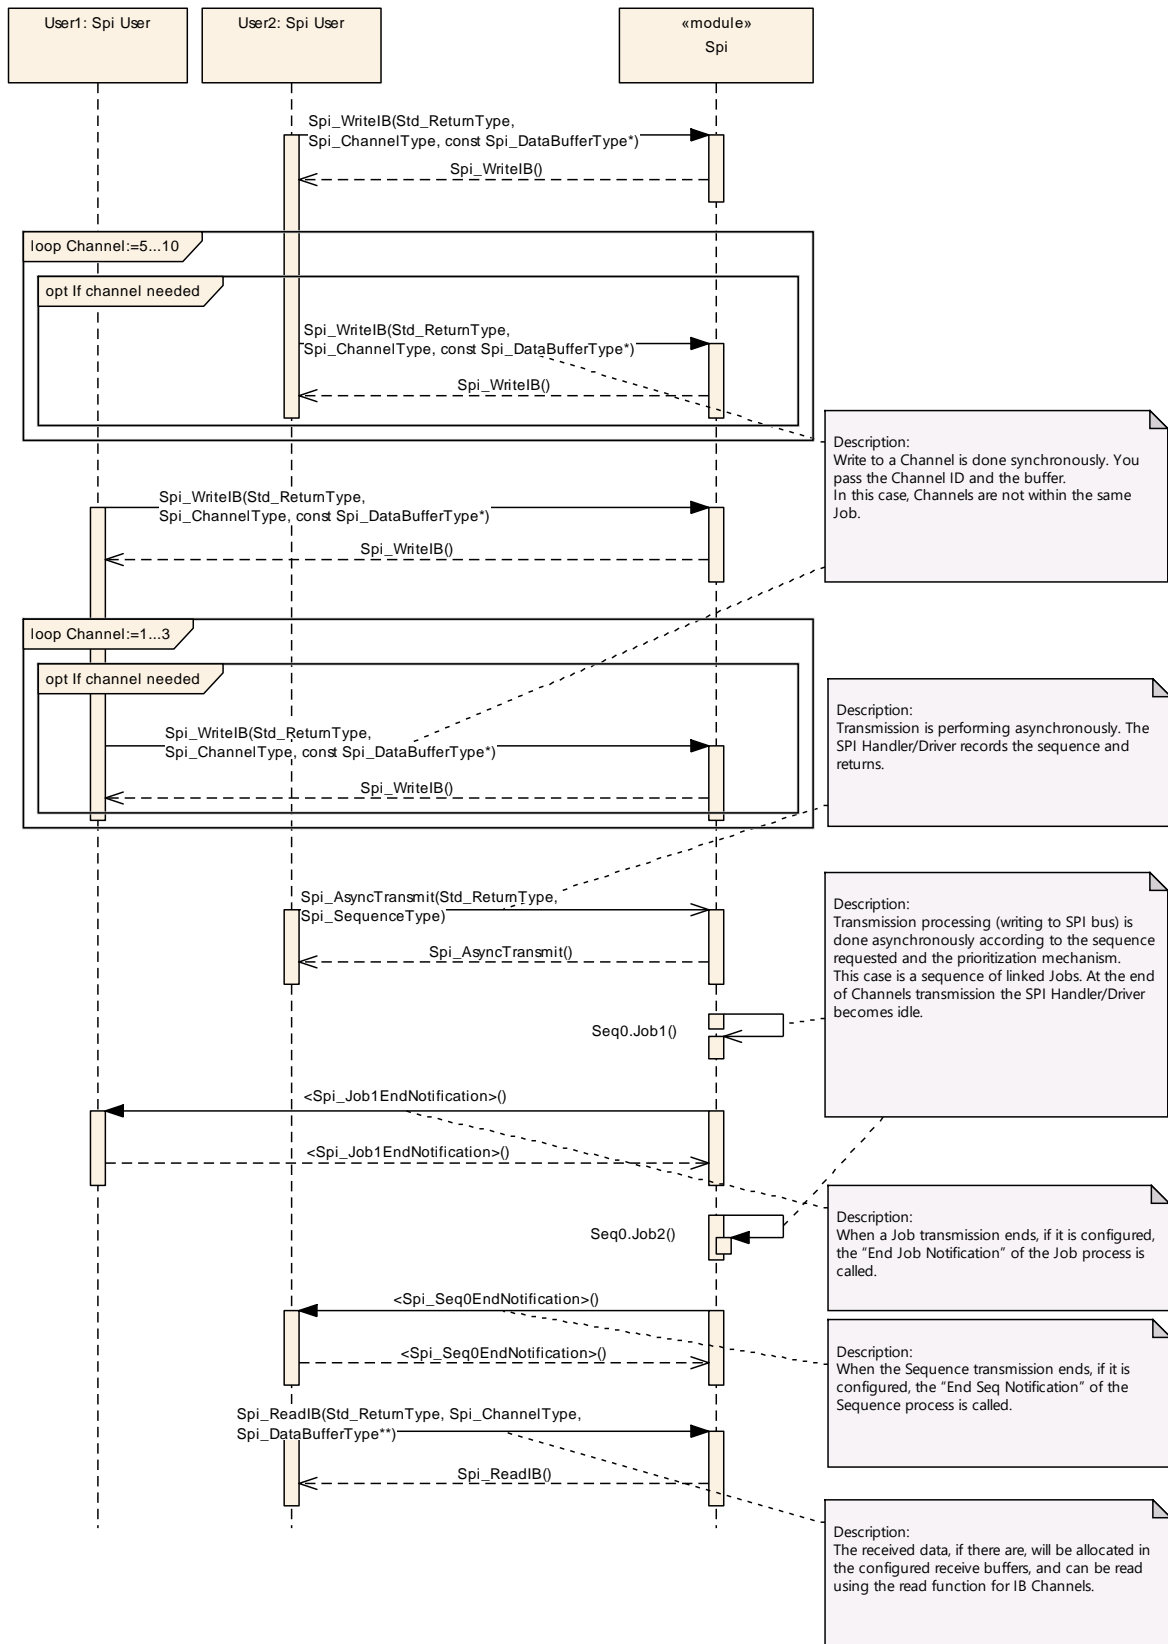 User1: Spi User
User2: Spi User
«module»
Spi
Spi_WriteIB(Std_ReturnType,
Spi_ChannelType, const Spi_DataBufferType*)
Spi_WriteIB()
loop Channel:=5...10
opt If channel needed
Spi_WriteIB(Std_ReturnType,
Spi_ChannelType, const Spi_DataBufferType*)
Spi_WriteIB()
Description:
Write to a Channel is done synchronously. You
pass the Channel ID and the buffer.
In this case, Channels are not within the same
Job.
Spi_WriteIB(Std_ReturnType,
Spi_ChannelType, const Spi_DataBufferType*)
Spi_WriteIB()
loop Channel:=1...3
opt If channel needed
Spi_WriteIB(Std_ReturnType,
Spi_ChannelType, const Spi_DataBufferType*)
Spi_WriteIB()
Description:
Transmission is performing asynchronously. The
SPI Handler/Driver records the sequence and
returns.
Spi_AsyncTransmit(Std_ReturnType,
Spi_SequenceType)
Spi_AsyncTransmit()
Description:
Transmission processing (writing to SPI bus) is
done asynchronously according to the sequence
requested and the prioritization mechanism.
This case is a sequence of linked Jobs. At the end
of Channels transmission the SPI Handler/Driver
becomes idle.
Seq0.Job1()
<Spi_Job1EndNotification>()
<Spi_Job1EndNotification>()
Seq0.Job2()
Description:
When a Job transmission ends, if it is configured,
the “End Job Notification” of the Job process is
called.
<Spi_Seq0EndNotification>()
<Spi_Seq0EndNotification>()
Description:
When the Sequence transmission ends, if it is
configured, the “End Seq Notification” of the
Sequence process is called.
Spi_ReadIB(Std_ReturnType, Spi_ChannelType,
Spi_DataBufferType**)
Spi_ReadIB()
Description:
The received data, if there are, will be allocated in
the configured receive buffers, and can be read
using the read function for IB Channels.